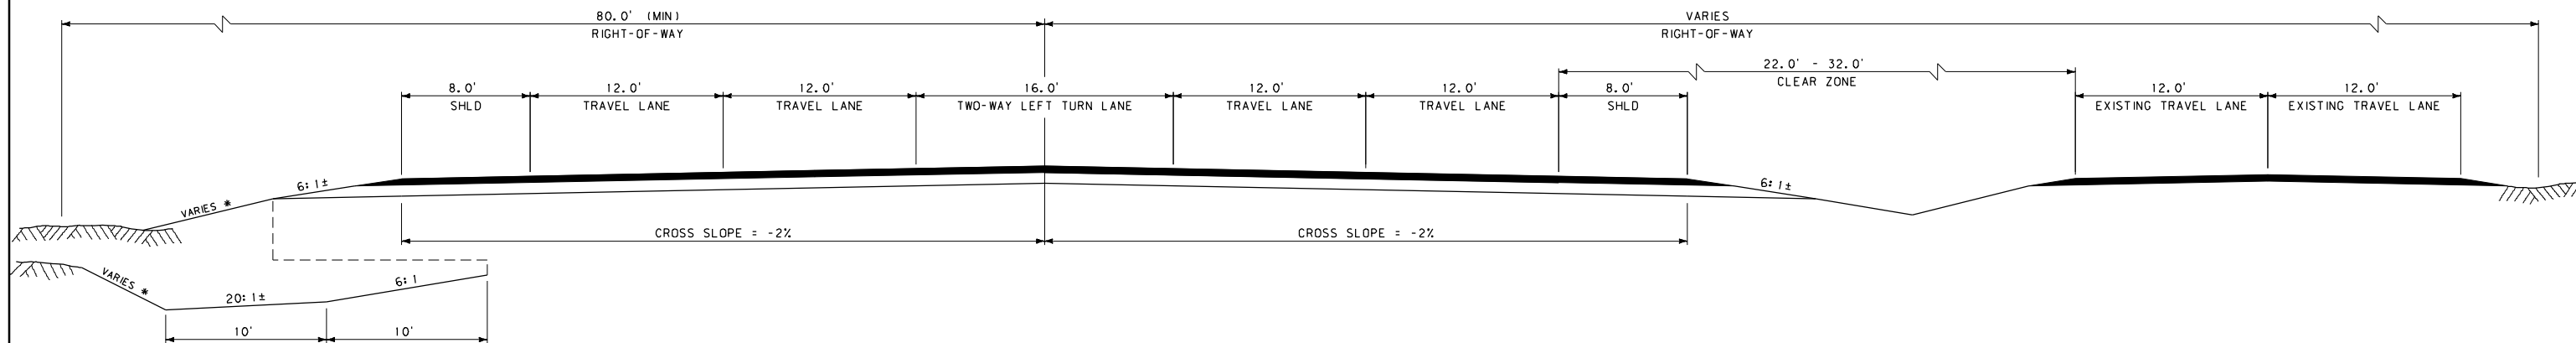 80.0' (MIN)
RIGHT-OF-WAY
VARIES
RIGHT-OF-WAY
22.0' - 32.0'
CLEAR ZONE
8.0'
SHLD
12.0'
TRAVEL LANE
12.0'
TRAVEL LANE
16.0'
TWO-WAY LEFT TURN LANE
12.0'
TRAVEL LANE
12.0'
TRAVEL LANE
8.0'
SHLD
12.0'
EXISTING TRAVEL LANE
12.0'
EXISTING TRAVEL LANE
6:1±
6:1±
VARIES *
CROSS SLOPE = -2%
CROSS SLOPE = -2%
VARIES *
20:1±
6:1
10'
10'